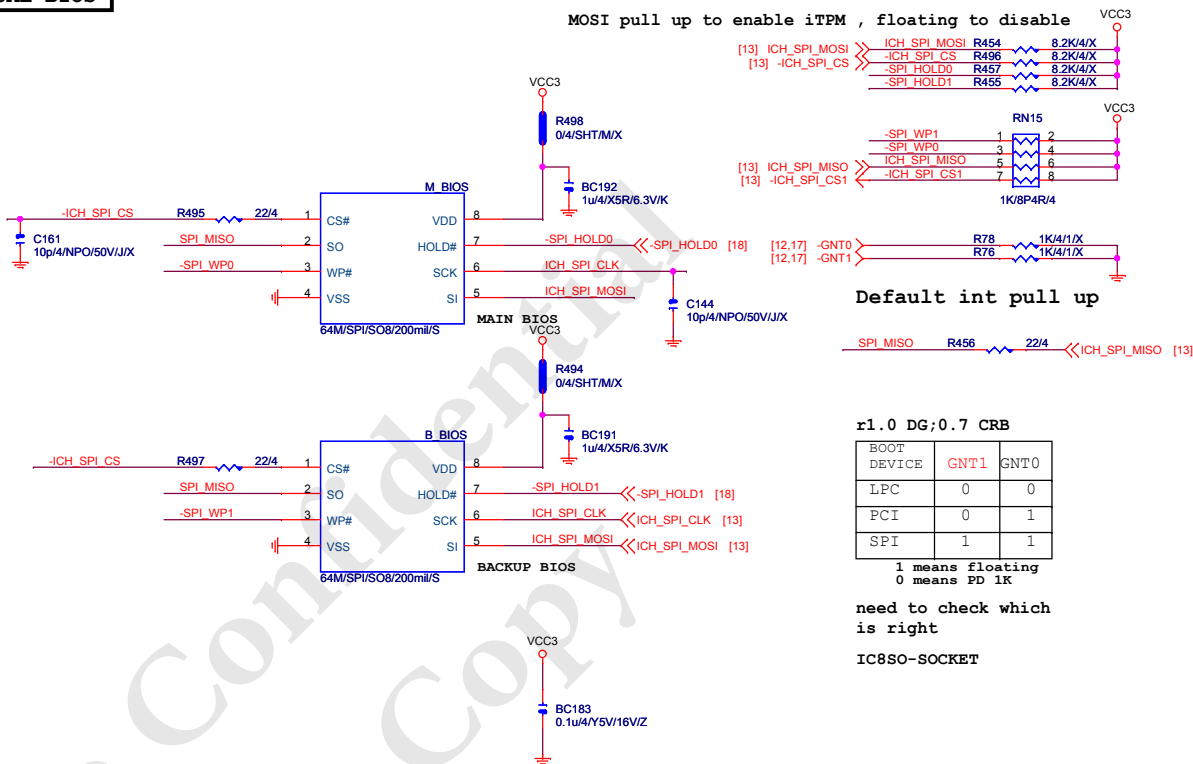 MOSI pull up to enable iTPM , floating to disable
VCC3
[13] ICH_SPI_MOSI
ICH_SPI_MOSI R454 8.2K/4/X
[13] -ICH_SPI_CS
-ICH_SPI_CS R496 8.2K/4/X
-SPI_HOLD0 R457 8.2K/4/X
-SPI_HOLD1 R455 8.2K/4/X
VCC3
RN15
-SPI_WP1 1 2
-SPI_WP0 3 4
[13] ICH_SPI_MISO
ICH_SPI_MISO 5 6
[13] -ICH_SPI_CS1
-ICH_SPI_CS1 7 8
1K/8P4R/4
VCC3
R498
0/4/SHT/M/X
BC192
1u/4/X5R/6.3V/K
M_BIOS
-ICH_SPI_CS R495 22/4 1 CS# VDD 8
C161
10p/4/NPO/50V/J/X
SPI_MISO 2 SO HOLD# 7 -SPI_HOLD0 -SPI_HOLD0 [18]
-SPI_WP0 3 WP# SCK 6 ICH_SPI_CLK
4 VSS SI 5 ICH_SPI_MOSI
C144
10p/4/NPO/50V/J/X
64M/SPI/SO8/200mil/S
MAIN BIOS
[12,17] -GNT0 R78 1K/4/1/X
[12,17] -GNT1 R76 1K/4/1/X
Default int pull up
SPI_MISO R456 22/4 ICH_SPI_MISO [13]
VCC3
R494
0/4/SHT/M/X
BC191
1u/4/X5R/6.3V/K
B_BIOS
-ICH_SPI_CS R497 22/4 1 CS# VDD 8
SPI_MISO 2 SO HOLD# 7 -SPI_HOLD1 -SPI_HOLD1 [18]
-SPI_WP1 3 WP# SCK 6 ICH_SPI_CLK ICH_SPI_CLK [13]
4 VSS SI 5 ICH_SPI_MOSI ICH_SPI_MOSI [13]
64M/SPI/SO8/200mil/S
BACKUP BIOS
r1.0 DG;0.7 CRB
BOOT DEVICE GNT1 GNT0
LPC 0 0
PCI 0 1
SPI 1 1
1 means floating
0 means PD 1K
need to check which
is right
IC8SO-SOCKET
VCC3
BC183
0.1u/4/Y5V/16V/Z
Confidential
Copy